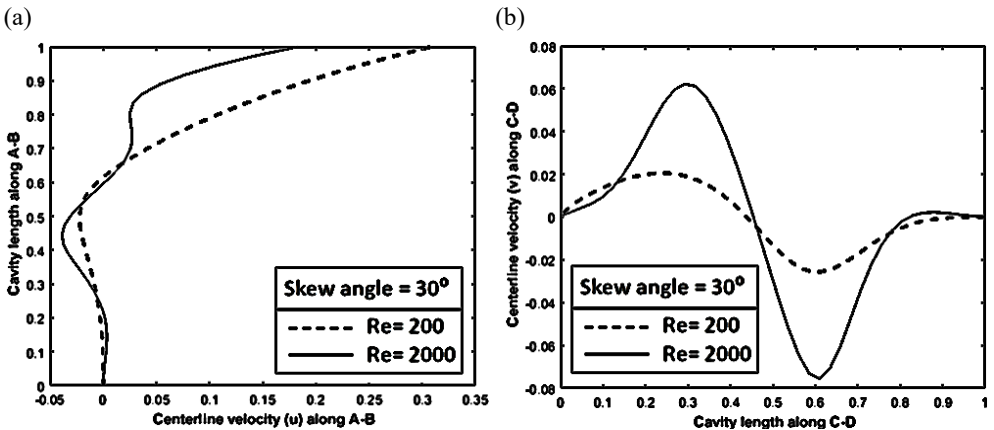 (a)
Cavity length along A-B
1
0.9
0.8
0.7
0.6
0.5
0.4
0.3
0.2
0.1
0
-0.05 0 0.05 0.1 0.15 0.2 0.25 0.3 0.35
Centerline velocity (u) along A-B
Skew angle = 30⁰
Re= 200
Re= 2000
(b)
Centerline velocity (v) along C-D
0.08
0.06
0.04
0.02
0
-0.02
-0.04
-0.06
-0.08
0 0.1 0.2 0.3 0.4 0.5 0.6 0.7 0.8 0.9 1
Cavity length along C-D
Skew angle = 30⁰
Re= 200
Re= 2000